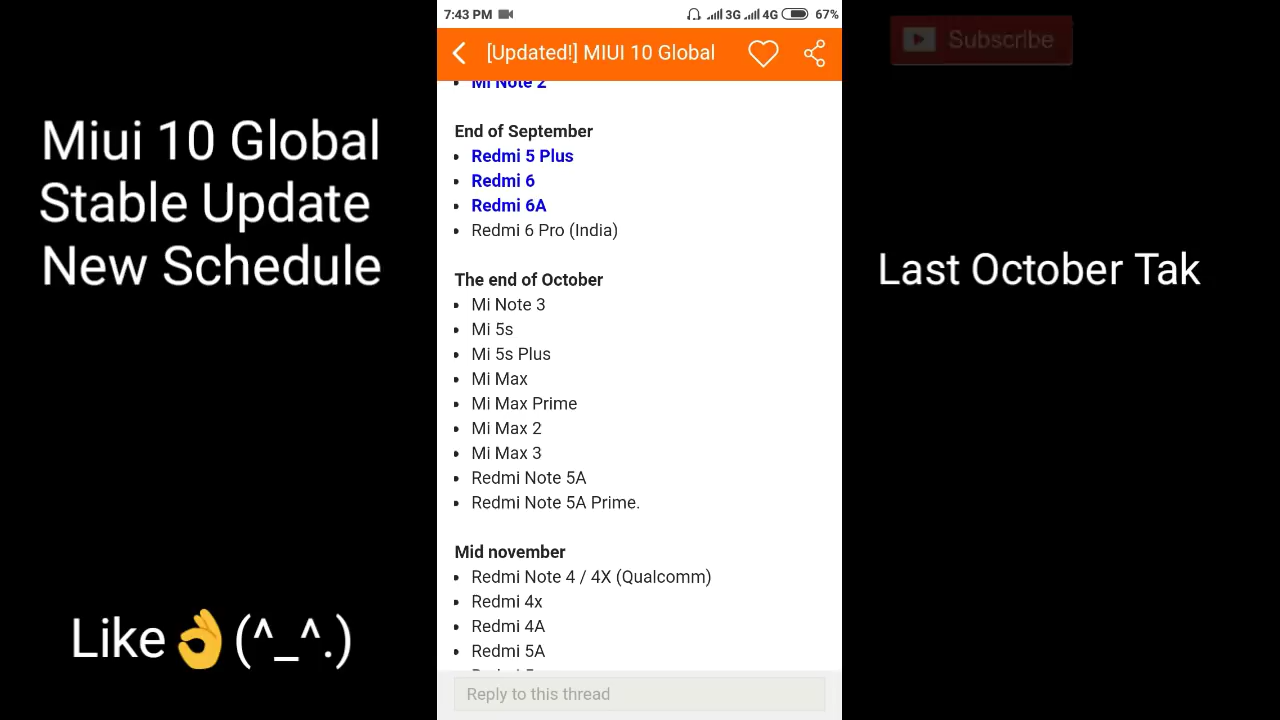 7:43 PM 3G 4G 67%
[Updated!] MIUI 10 Global
Subscribe
Miui 10 Global
Stable Update
New Schedule
Like👌(^_^.)
Mi Note 2
End of September
• Redmi 5 Plus
• Redmi 6
• Redmi 6A
• Redmi 6 Pro (India)
The end of October
• Mi Note 3
• Mi 5s
• Mi 5s Plus
• Mi Max
• Mi Max Prime
• Mi Max 2
• Mi Max 3
• Redmi Note 5A
• Redmi Note 5A Prime.
Mid november
• Redmi Note 4 / 4X (Qualcomm)
• Redmi 4x
• Redmi 4A
• Redmi 5A
Reply to this thread
Last October Tak